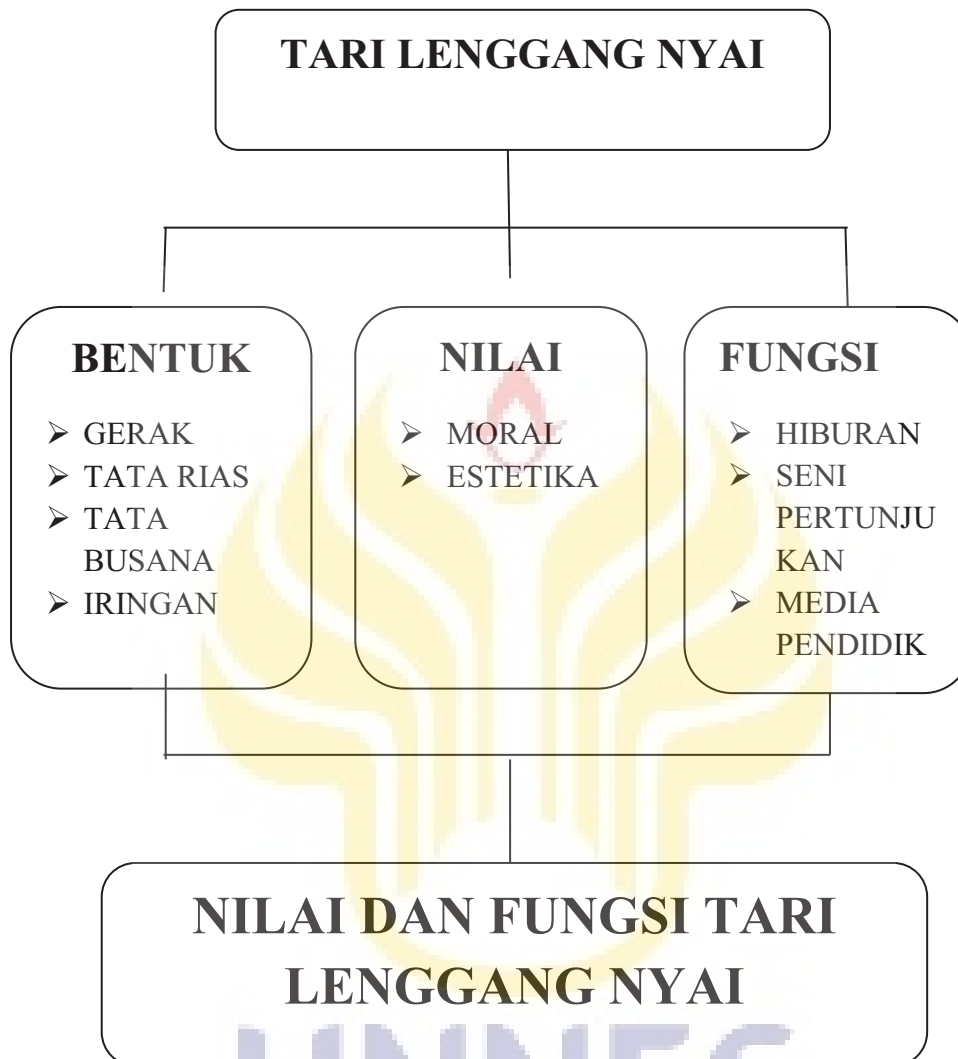 TARI LENGGANG NYAI
BENTUK
➢ GERAK
➢ TATA RIAS
➢ TATA
BUSANA
➢ IRINGAN
NILAI
➢ MORAL
➢ ESTETIKA
FUNGSI
➢ HIBURAN
➢ SENI
PERTUNJU
KAN
➢ MEDIA
PENDIDIK
NILAI DAN FUNGSI TARI
LENGGANG NYAI
UNNES